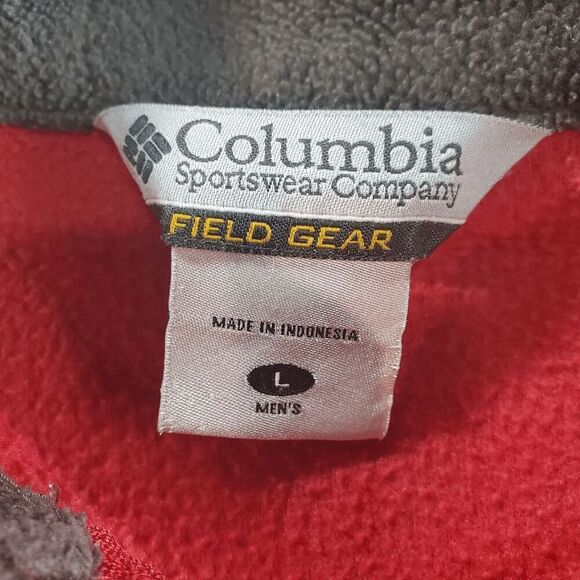 Columbia
Sportswear Company
FIELD GEAR
MADE IN INDONESIA
L
MEN'S